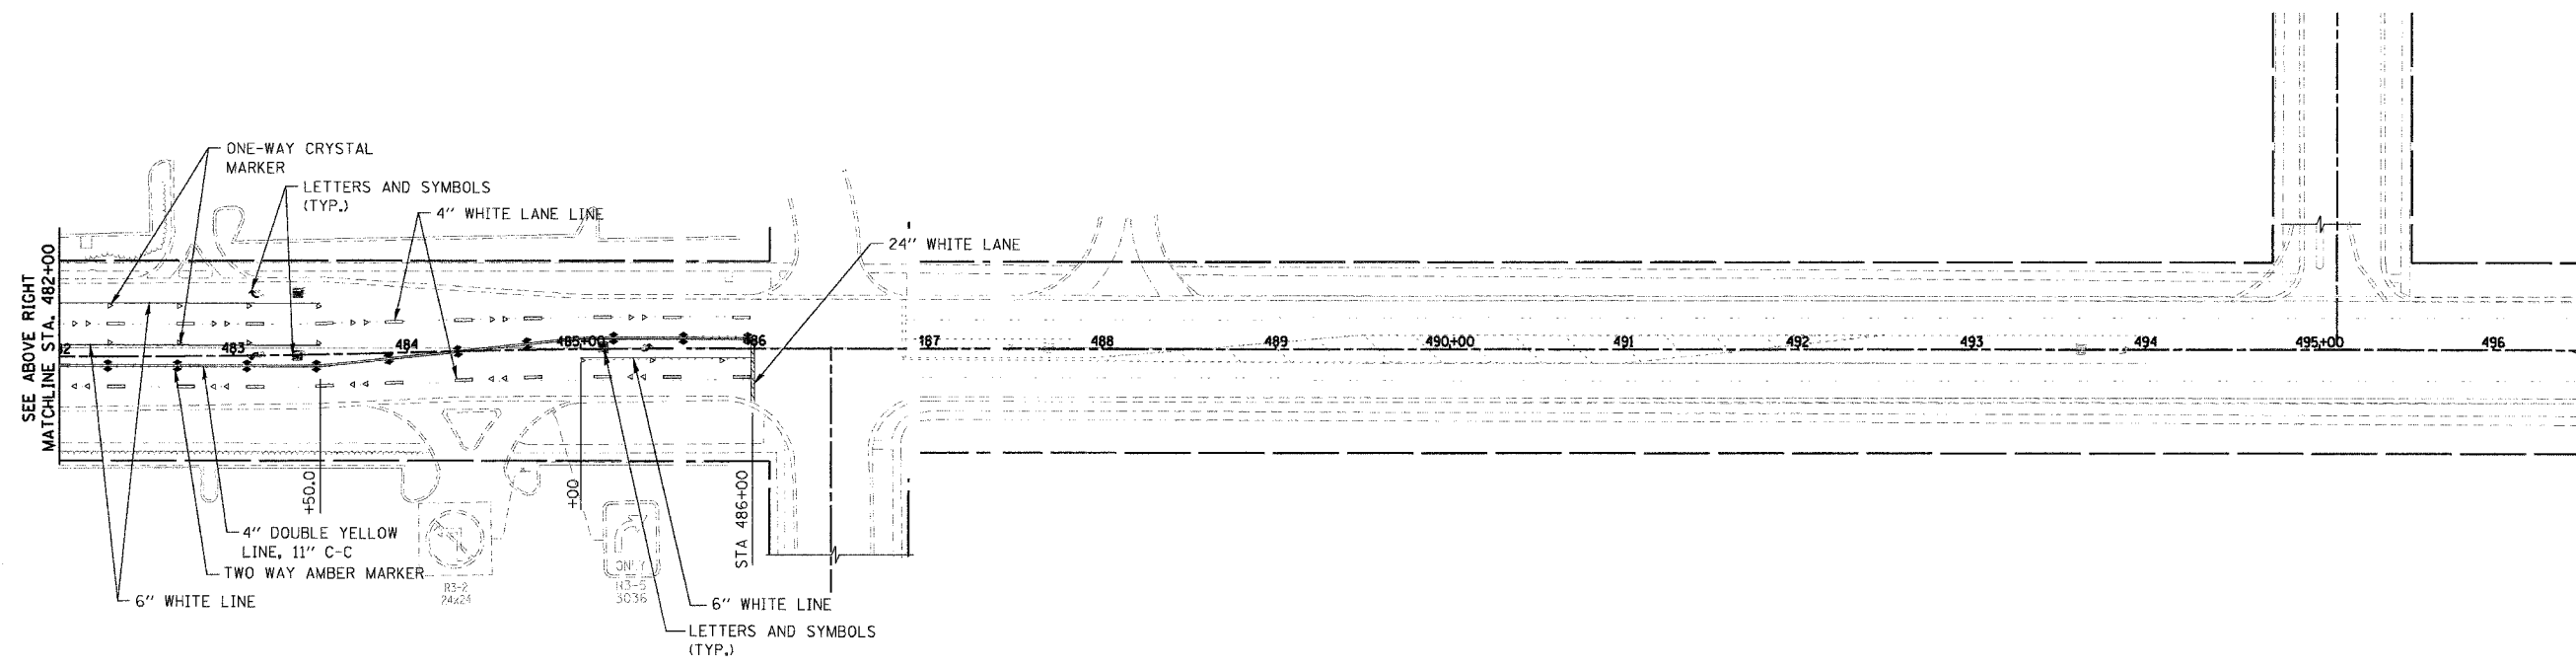 ONE-WAY CRYSTAL
MARKER
LETTERS AND SYMBOLS
(TYP.)
4" WHITE LANE LINE
24" WHITE LANE
SEE ABOVE RIGHT
MATCHLINE STA. 482+00
483
484
485+00
488
489
490+00
491
492
493
494
495+00
496
+50.0
+00
STA 486+00
4" DOUBLE YELLOW
LINE, 11" C-C
TWO WAY AMBER MARKER
6" WHITE LINE
R3-2
24x24
ONLY
R3-5
3036
6" WHITE LINE
LETTERS AND SYMBOLS
(TYP.)